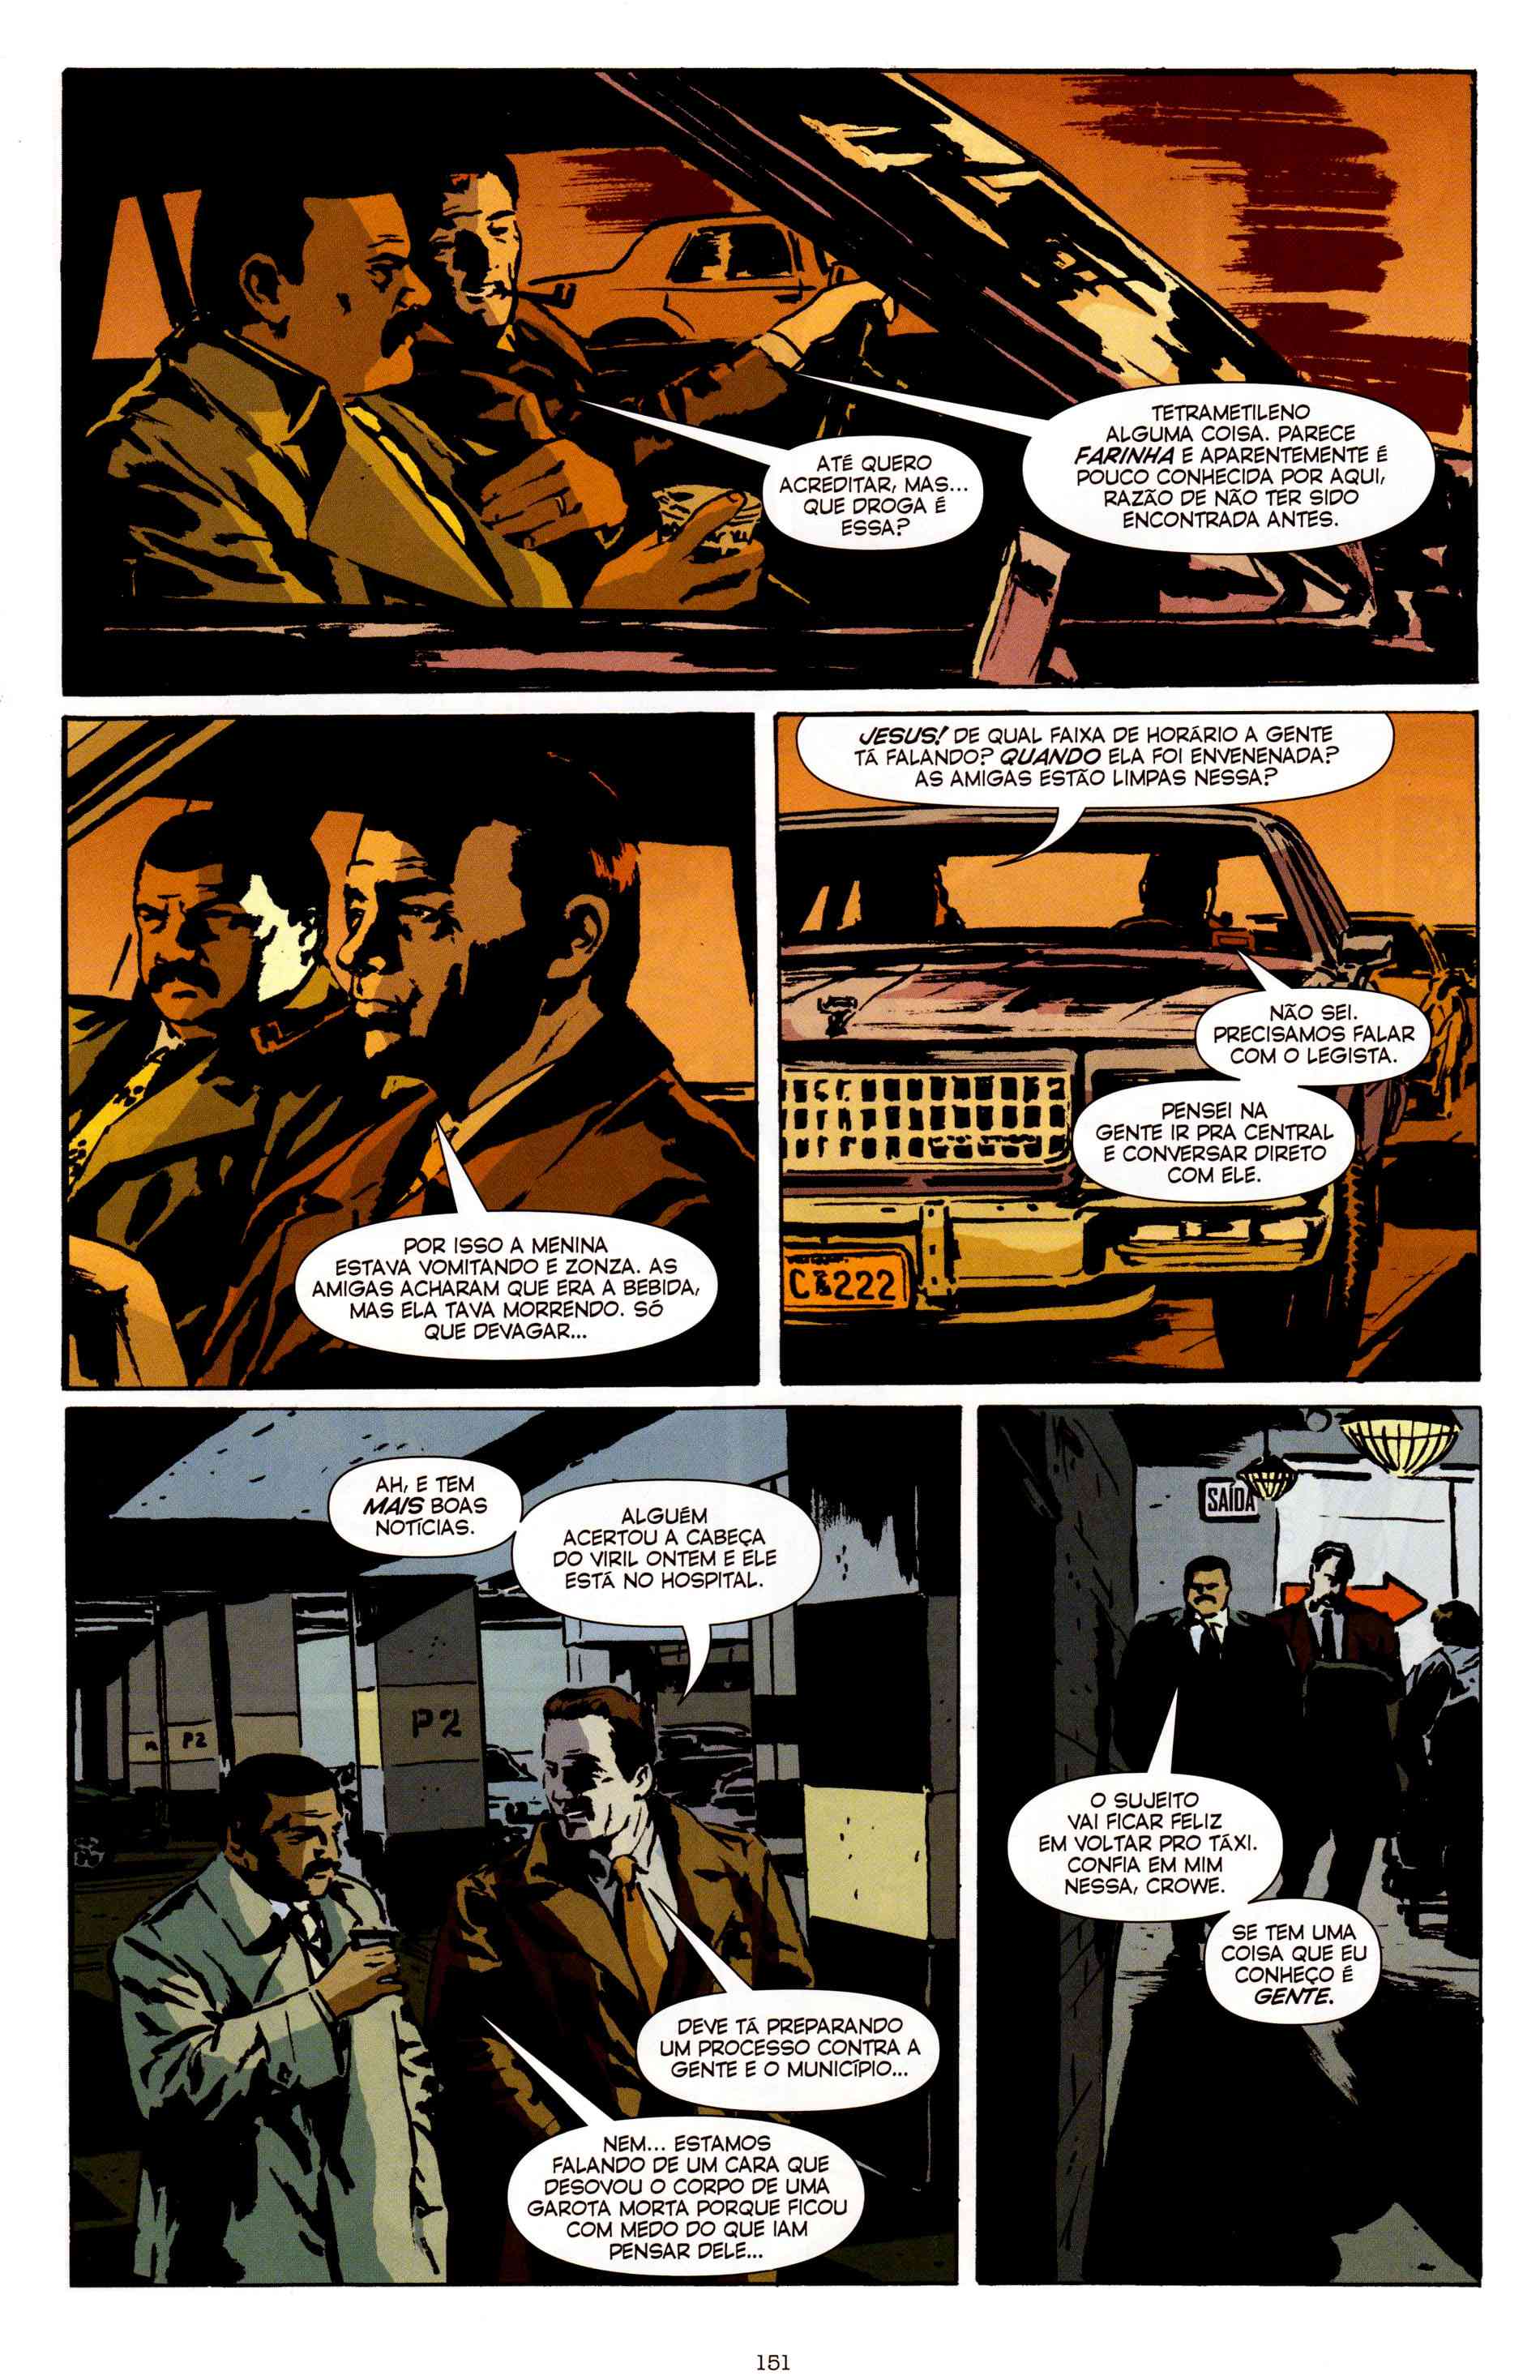 ATÉ QUERO
ACREDITAR, MAS...
QUE DROGA É
ESSA?
TETRAMETILENO
ALGUMA COISA. PARECE
FARINHA E APARENTEMENTE É
POUCO CONHECIDA POR AQUI,
RAZÃO DE NÃO TER SIDO
ENCONTRADA ANTES.
POR ISSO A MENINA
ESTAVA VOMITANDO E ZONZA. AS
AMIGAS ACHARAM QUE ERA A BEBIDA,
MAS ELA TAVA MORRENDO. SÓ
QUE DEVAGAR...
JESUS! DE QUAL FAIXA DE HORÁRIO A GENTE
TÁ FALANDO? QUANDO ELA FOI ENVENENADA?
AS AMIGAS ESTÃO LIMPAS NESSA?
NÃO SEI.
PRECISAMOS FALAR
COM O LEGISTA.
PENSEI NA
GENTE IR PRA CENTRAL
E CONVERSAR DIRETO
COM ELE.
222
AH, E TEM
MAIS BOAS
NOTÍCIAS.
ALGUÉM
ACERTOU A CABEÇA
DO VIRIL ONTEM E ELE
ESTÁ NO HOSPITAL.
P2
P2
DEVE TÁ PREPARANDO
UM PROCESSO CONTRA A
GENTE E O MUNICÍPIO...
NEM... ESTAMOS
FALANDO DE UM CARA QUE
DESOVOU O CORPO DE UMA
GAROTA MORTA PORQUE FICOU
COM MEDO DO QUE IAM
PENSAR DELE...
SAÍDA
O SUJEITO
VAI FICAR FELIZ
EM VOLTAR PRO TÁXI.
CONFIA EM MIM
NESSA, CROWE.
SE TEM UMA
COISA QUE EU
CONHEÇO É
GENTE.
151